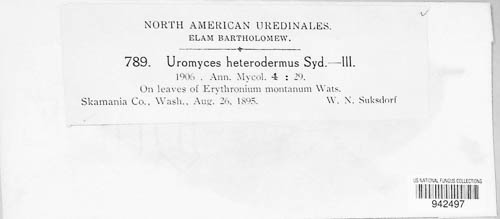 NORTH AMERICAN UREDINALES.
ELAM BARTHOLOMEW.
789. Uromyces heterodermus Syd.—III.
1906. Ann. Mycol. 4 : 29.
On leaves of Erythronium montanum Wats.
Skamania Co., Wash., Aug. 26, 1895. W. N. Suksdorf
US NATIONAL FUNGUS COLLECTIONS
942497